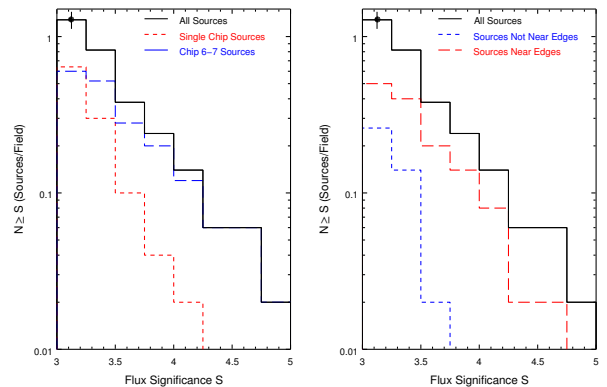 All Sources
Single Chip Sources
Chip 6−7 Sources
1
0.1
0.01
N ≥ S (Sources/Field)
3
3.5
4
4.5
5
Flux Significance S
All Sources
Sources Not Near Edges
Sources Near Edges
1
0.1
0.01
N ≥ S (Sources/Field)
3
3.5
4
4.5
5
Flux Significance S